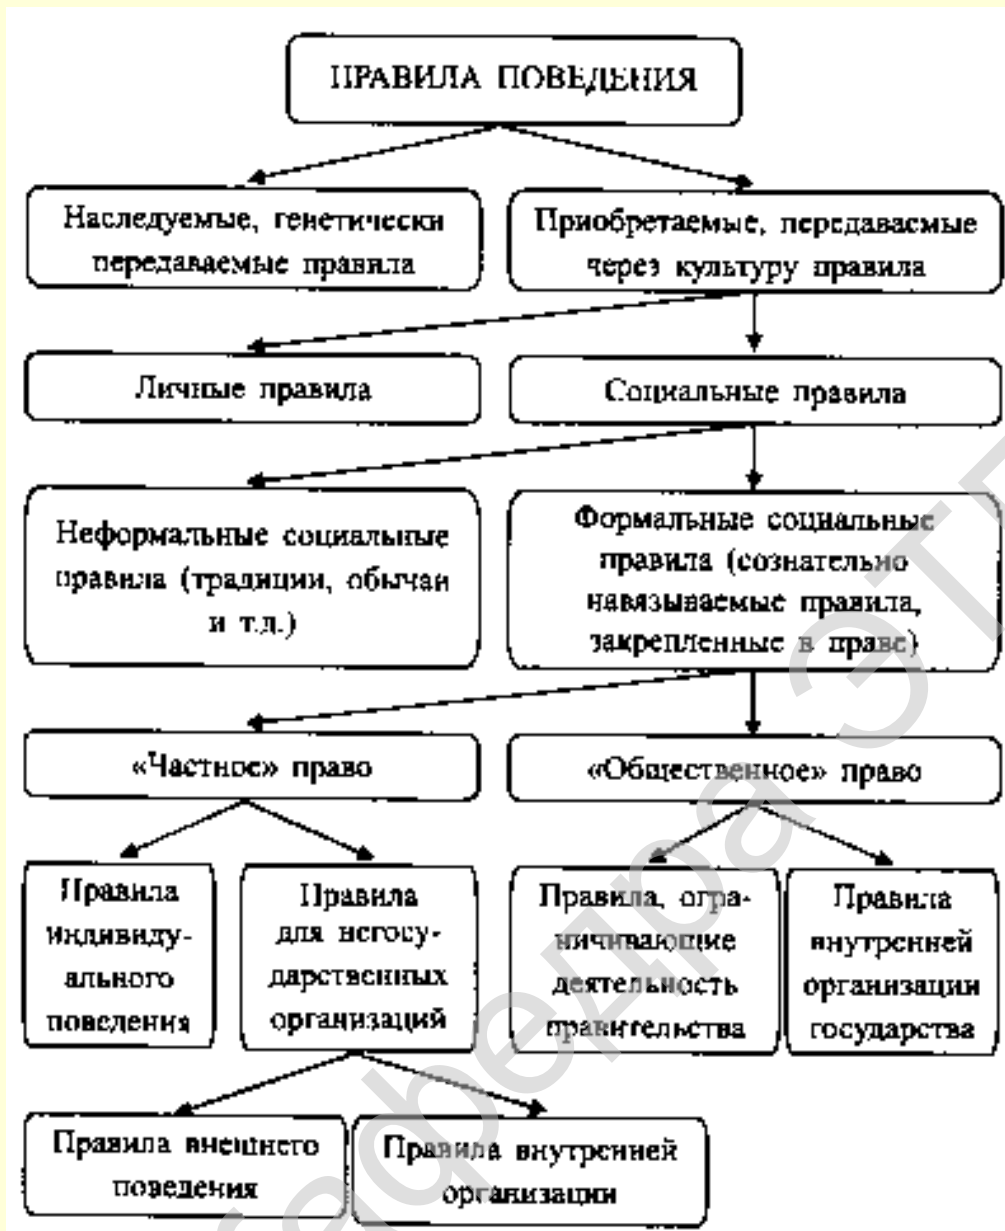 ПРАВИЛА ПОВЕДЕНИЯ
Наследуемые, генетически
передаваемые правила
Приобретаемые, передаваемые
через культуру правила
Личные правила
Социальные правила
Неформальные социальные
правила (традиции, обычаи
и т.д.)
Формальные социальные
правила (сознательно
навязываемые правила,
закрепленные в праве)
«Частное» право
«Общественное» право
Правила
индивиду-
ального
поведения
Правила
для негосу-
дарственных
организаций
Правила, огра-
ничивающие
деятельность
правительства
Правила
внутренней
организации
государства
Правила внешнего
поведения
Правила внутренней
организации
кафедра ЭТ